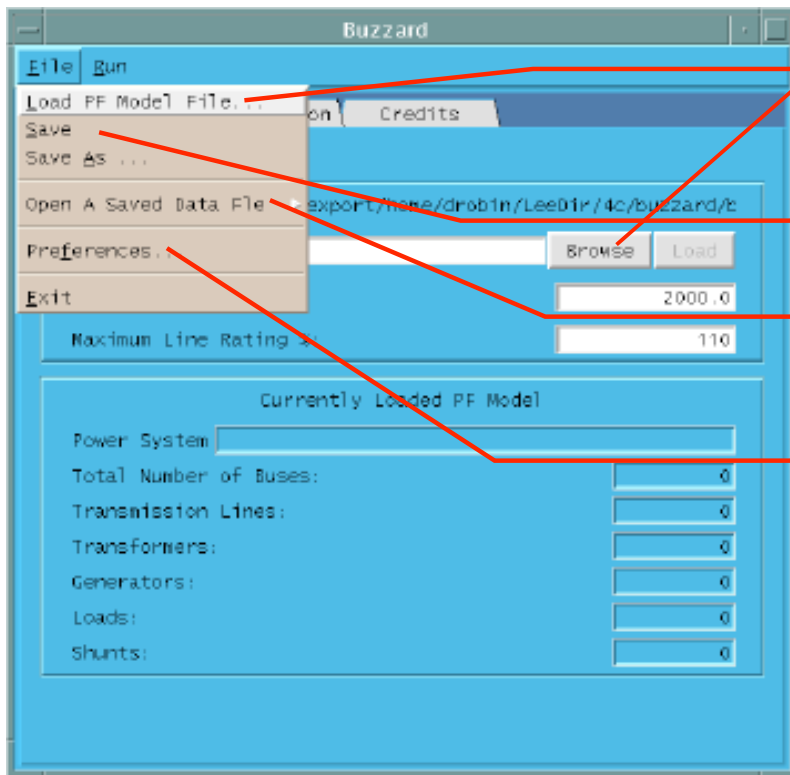 Buzzard
File Run
Load PF Model File...
on Credits
Save
Save As ...
Open A Saved Data Fle export/home/drobin/LeeDir/4c/buzzard/b
Preferences.. Browse Load
Exit 2000.0
Maximum Line Rating %: 110
Currently Loaded PF Model
Power System
Total Number of Buses: 0
Transmission Lines: 0
Transformers: 0
Generators: 0
Loads: 0
Shunts: 0